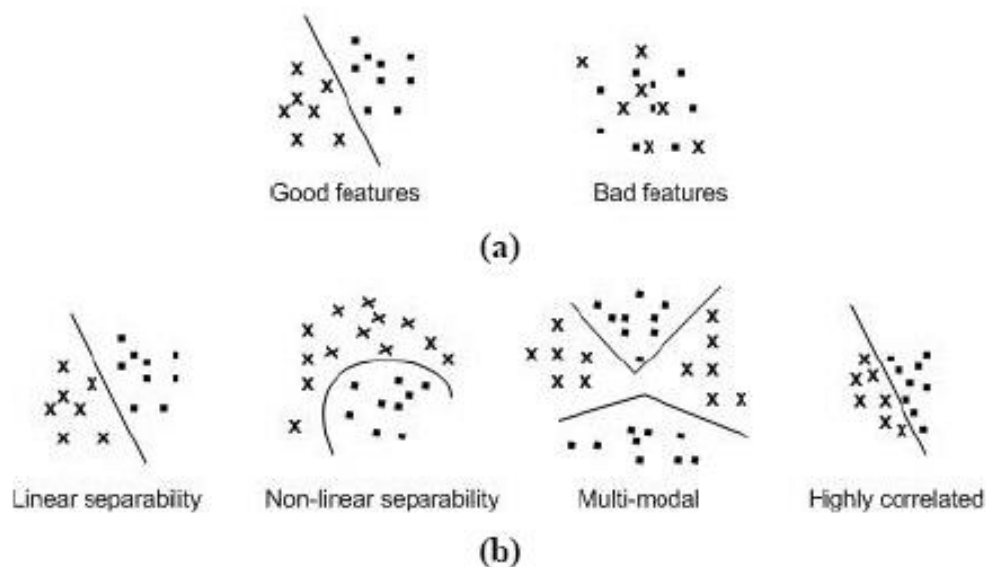 Good features
Bad features
(a)
Linear separability
Non-linear separability
Multi-modal
Highly correlated
(b)